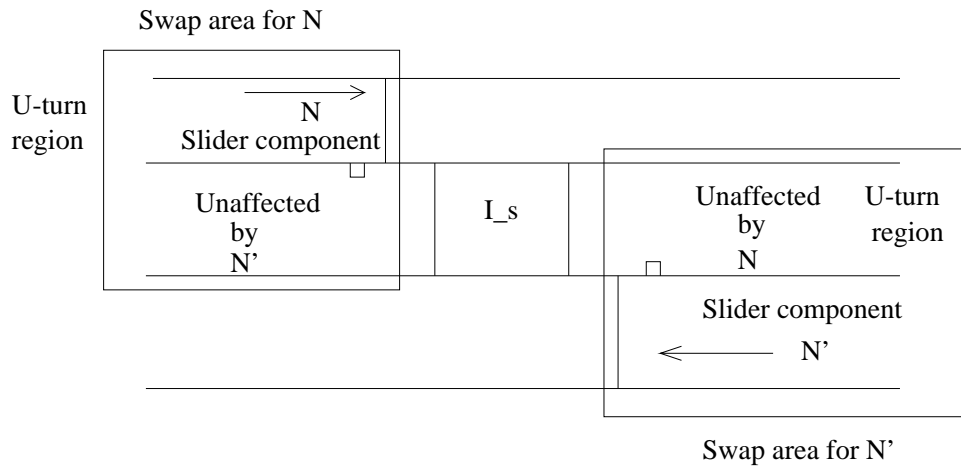 Swap area for N
U-turn
region
N
Slider component
Unaffected
by
N’
I_s
Unaffected
by
N
U-turn
region
Slider component
N’
Swap area for N’